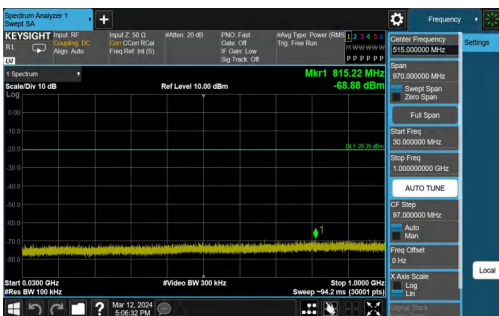 Spectrum Analyzer 1
Swept SA
+
Frequency
KEYSIGHT
RL
Input: RF
Coupling: DC
Align: Auto
Input Z: 50 Ω
Corr CCorr RCal
Freq Ref: Int (S)
#Atten: 20 dB
PNO: Fast
Gate: Off
IF Gain: Low
Sig Track: Off
#Avg Type: Power (RMS)
Trig: Free Run
1 2 3 4 5 6
M W W W W W
P P P P P P
LV
1 Spectrum
Scale/Div 10 dB
Log
Ref Level 10.00 dBm
Mkr1 815.22 MHz
-68.88 dBm
0.00
-10.0
-20.0
-30.0
-40.0
-50.0
-60.0
-70.0
-80.0
1
Start 0.0300 GHz
#Res BW 100 kHz
#Video BW 300 kHz
Stop 1.0000 GHz
Sweep ~94.2 ms (30001 pts)
Mar 12, 2024
5:06:32 PM
Center Frequency
515.000000 MHz
Settings
Span
970.000000 MHz
Swept Span
Zero Span
Full Span
Start Freq
30.000000 MHz
Stop Freq
1.000000000 GHz
AUTO TUNE
CF Step
97.000000 MHz
Auto
Man
Freq Offset
0 Hz
X Axis Scale
Log
Lin
Signal Track
Local